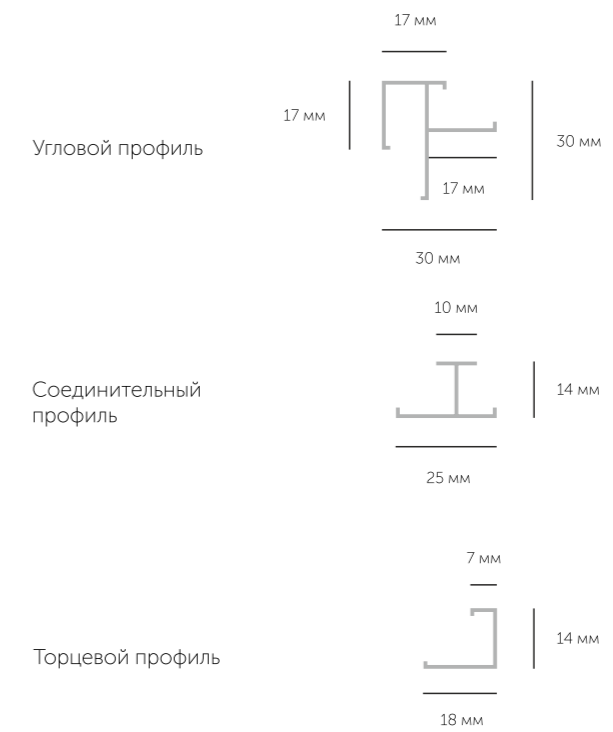 17 мм
17 мм
Угловой профиль
30 мм
17 мм
30 мм
10 мм
Соединительный
профиль
14 мм
25 мм
7 мм
14 мм
Торцевой профиль
18 мм